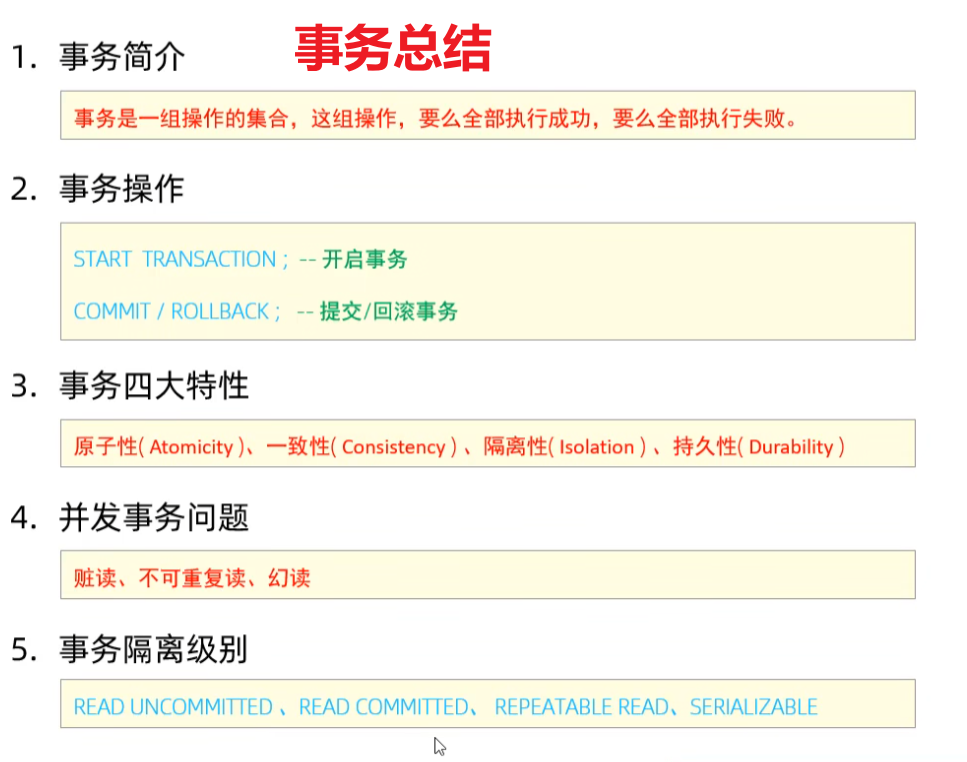 事务总结
1. 事务简介
事务是一组操作的集合，这组操作，要么全部执行成功，要么全部执行失败。
2. 事务操作
START TRANSACTION ; -- 开启事务
COMMIT / ROLLBACK ; -- 提交/回滚事务
3. 事务四大特性
原子性( Atomicity )、一致性( Consistency ) 、隔离性( Isolation ) 、持久性( Durability )
4. 并发事务问题
脏读、不可重复读、幻读
5. 事务隔离级别
READ UNCOMMITTED 、READ COMMITTED、 REPEATABLE READ、SERIALIZABLE